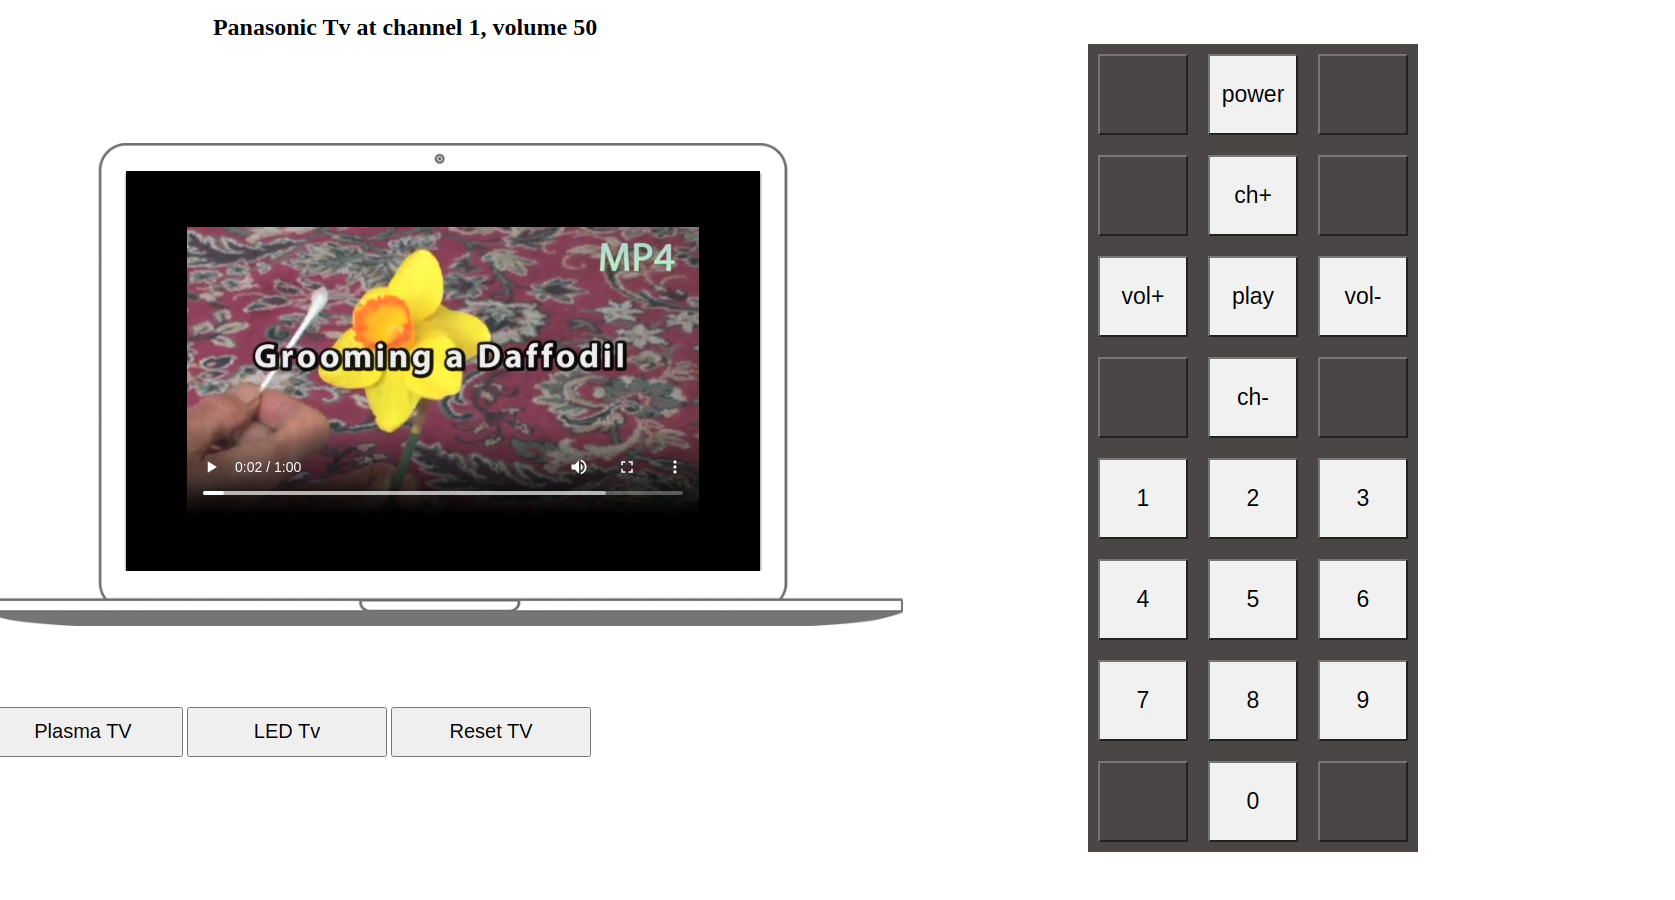 Panasonic Tv at channel 1, volume 50
MP4
Grooming a Daffodil
0:02 / 1:00
Plasma TV
LED Tv
Reset TV
power
ch+
vol+ play vol-
ch-
1 2 3
4 5 6
7 8 9
0